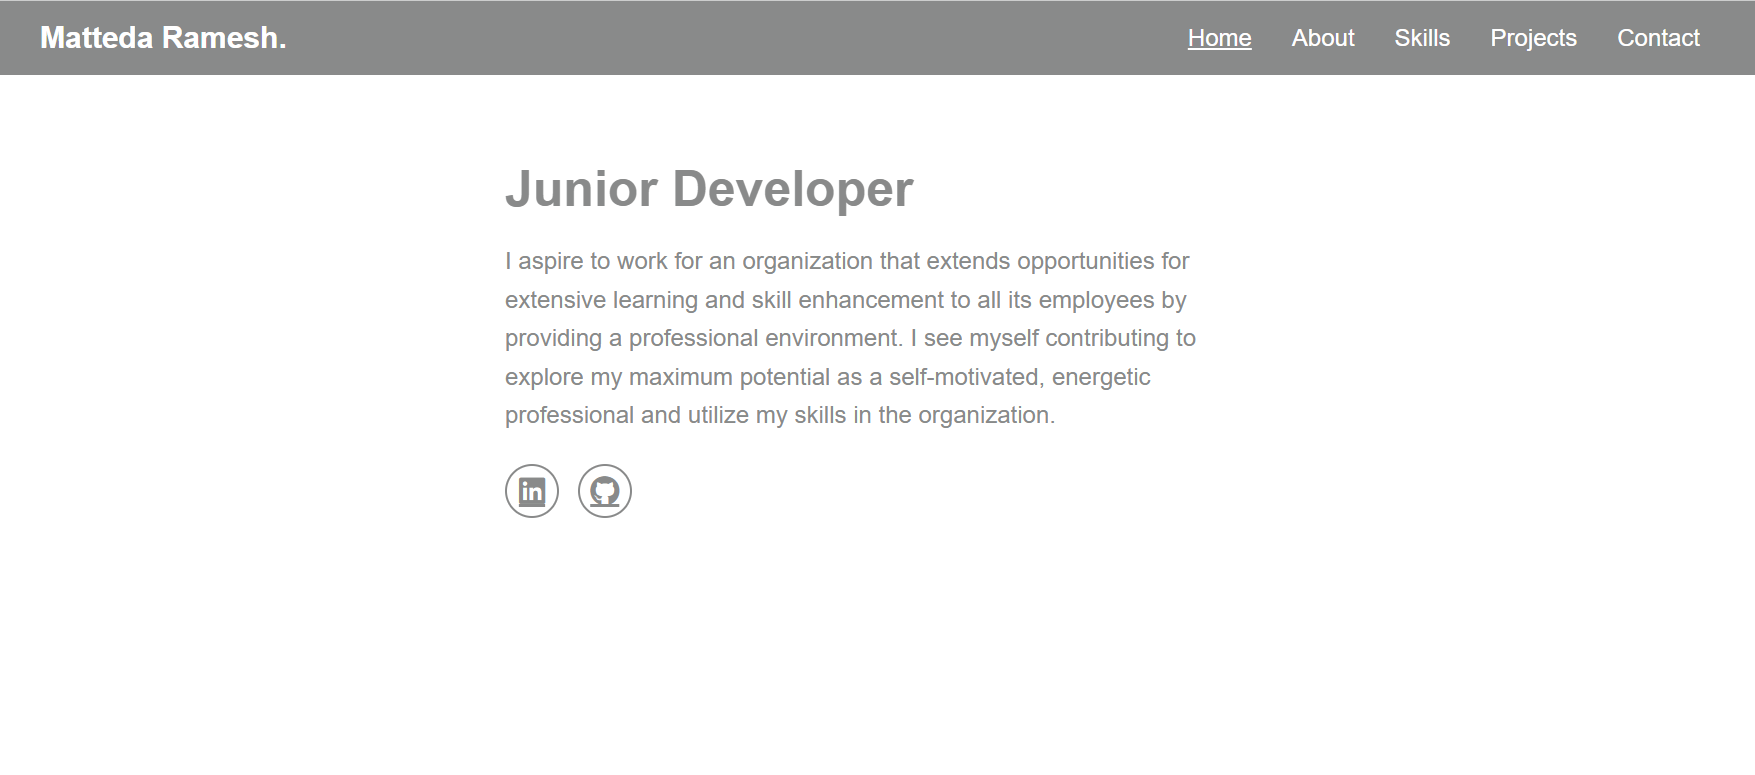 Matteda Ramesh.
Home About Skills Projects Contact
Junior Developer
I aspire to work for an organization that extends opportunities for
extensive learning and skill enhancement to all its employees by
providing a professional environment. I see myself contributing to
explore my maximum potential as a self-motivated, energetic
professional and utilize my skills in the organization.
in